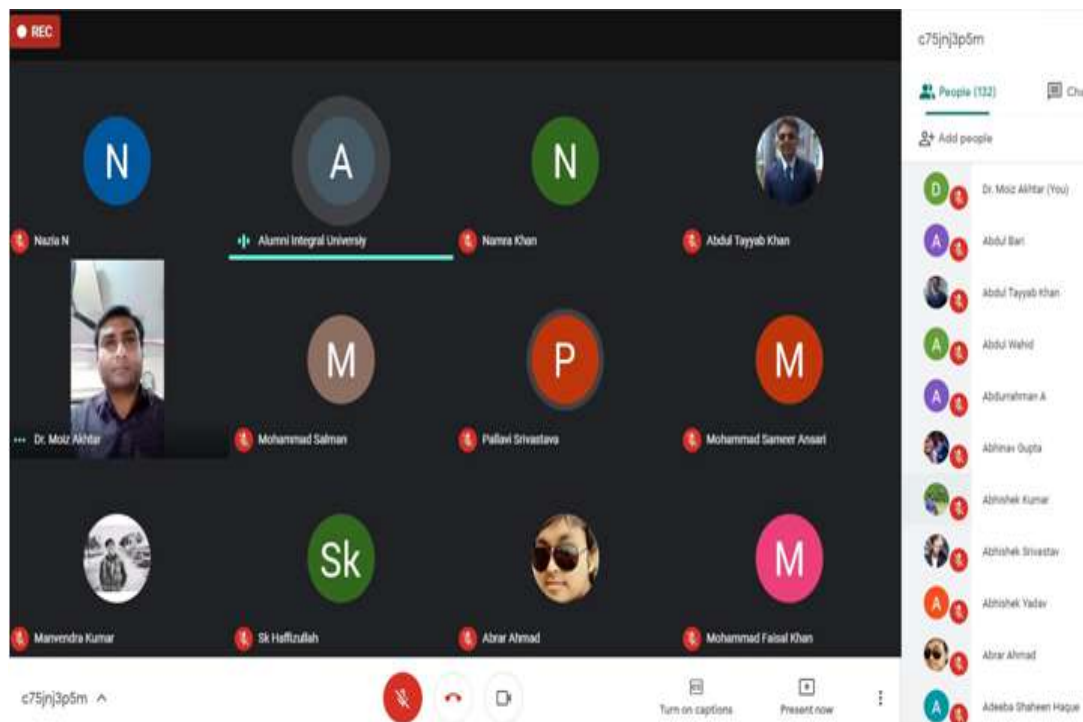 REC
c75jnj3p5m
People (132)
Cha
Add people
N
A
N
Nazia N
Alumni Integral Universiy
Namra Khan
Abdul Tayyab Khan
M
P
M
Dr. Moiz Akhtar
Mohammad Salman
Pallavi Srivastava
Mohammad Sameer Ansari
Sk
M
Manvendra Kumar
Sk Haffizullah
Abrar Ahmad
Mohammad Faisal Khan
D
Dr. Moiz Akhtar (You)
A
Abdul Bari
Abdul Tayyab Khan
A
Abdul Wahid
A
Abdurrahman A
Abhinav Gupta
Abhishek Kumar
Abhishek Srivastav
A
Abhishek Yadav
Abrar Ahmad
A
Adeeba Shaheen Haque
c75jnj3p5m
Turn on captions
Present now